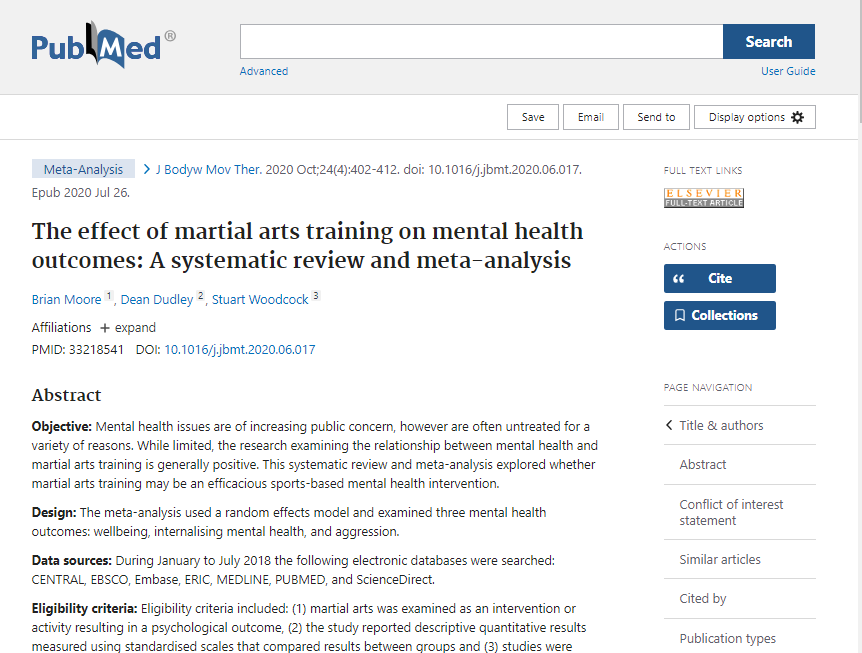 PubMed®
Search
Advanced
User Guide
Save
Email
Send to
Display options
Meta-Analysis
J Bodyw Mov Ther. 2020 Oct;24(4):402-412. doi: 10.1016/j.jbmt.2020.06.017.
Epub 2020 Jul 26.
The effect of martial arts training on mental health
outcomes: A systematic review and meta-analysis
Brian Moore 1, Dean Dudley 2, Stuart Woodcock 3
Affiliations + expand
PMID: 33218541 DOI: 10.1016/j.jbmt.2020.06.017
Abstract
Objective: Mental health issues are of increasing public concern, however are often untreated for a
variety of reasons. While limited, the research examining the relationship between mental health and
martial arts training is generally positive. This systematic review and meta-analysis explored whether
martial arts training may be an efficacious sports-based mental health intervention.
Design: The meta-analysis used a random effects model and examined three mental health
outcomes: wellbeing, internalising mental health, and aggression.
Data sources: During January to July 2018 the following electronic databases were searched:
CENTRAL, EBSCO, Embase, ERIC, MEDLINE, PUBMED, and ScienceDirect.
Eligibility criteria: Eligibility criteria included: (1) martial arts was examined as an intervention or
activity resulting in a psychological outcome, (2) the study reported descriptive quantitative results
measured using standardised scales that compared results between groups and (3) studies were
FULL TEXT LINKS
ELSEVIER
FULL-TEXT ARTICLE
ACTIONS
Cite
Collections
PAGE NAVIGATION
Title & authors
Abstract
Conflict of interest
statement
Similar articles
Cited by
Publication types